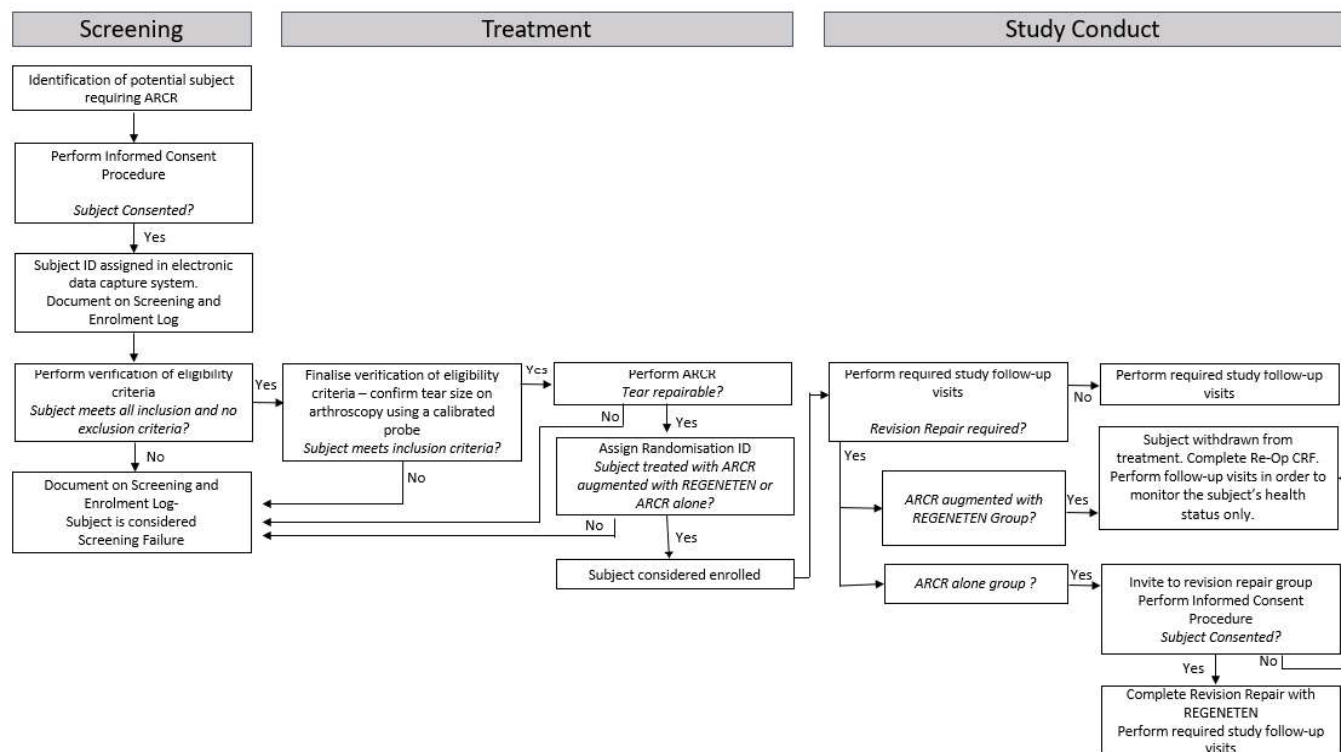 Screening
Treatment
Study Conduct
Identification of potential subject
requiring ARCR
Perform Informed Consent
Procedure
Subject Consented?
Yes
Subject ID assigned in electronic
data capture system.
Document on Screening and
Enrolment Log
Perform verification of eligibility
criteria
Subject meets all inclusion and no
exclusion criteria?
Yes
No
Document on Screening and
Enrolment Log-
Subject is considered
Screening Failure
Finalise verification of eligibility
criteria – confirm tear size on
arthroscopy using a calibrated
probe
Subject meets inclusion criteria?
Yes
No
Perform ARCR
Tear repairable?
No
Yes
Assign Randomisation ID
Subject treated with ARCR
augmented with REGENETEN or
ARCR alone?
No
Yes
Subject considered enrolled
Perform required study follow-up
visits
Revision Repair required?
No
Yes
Perform required study follow-up
visits
ARCR augmented with
REGENETEN Group?
Yes
Subject withdrawn from
treatment. Complete Re-Op CRF.
Perform follow-up visits in order to
monitor the subject's health
status only.
ARCR alone group ?
Yes
Invite to revision repair group
Perform Informed Consent
Procedure
Subject Consented?
Yes
No
Complete Revision Repair with
REGENETEN
Perform required study follow-up
visits